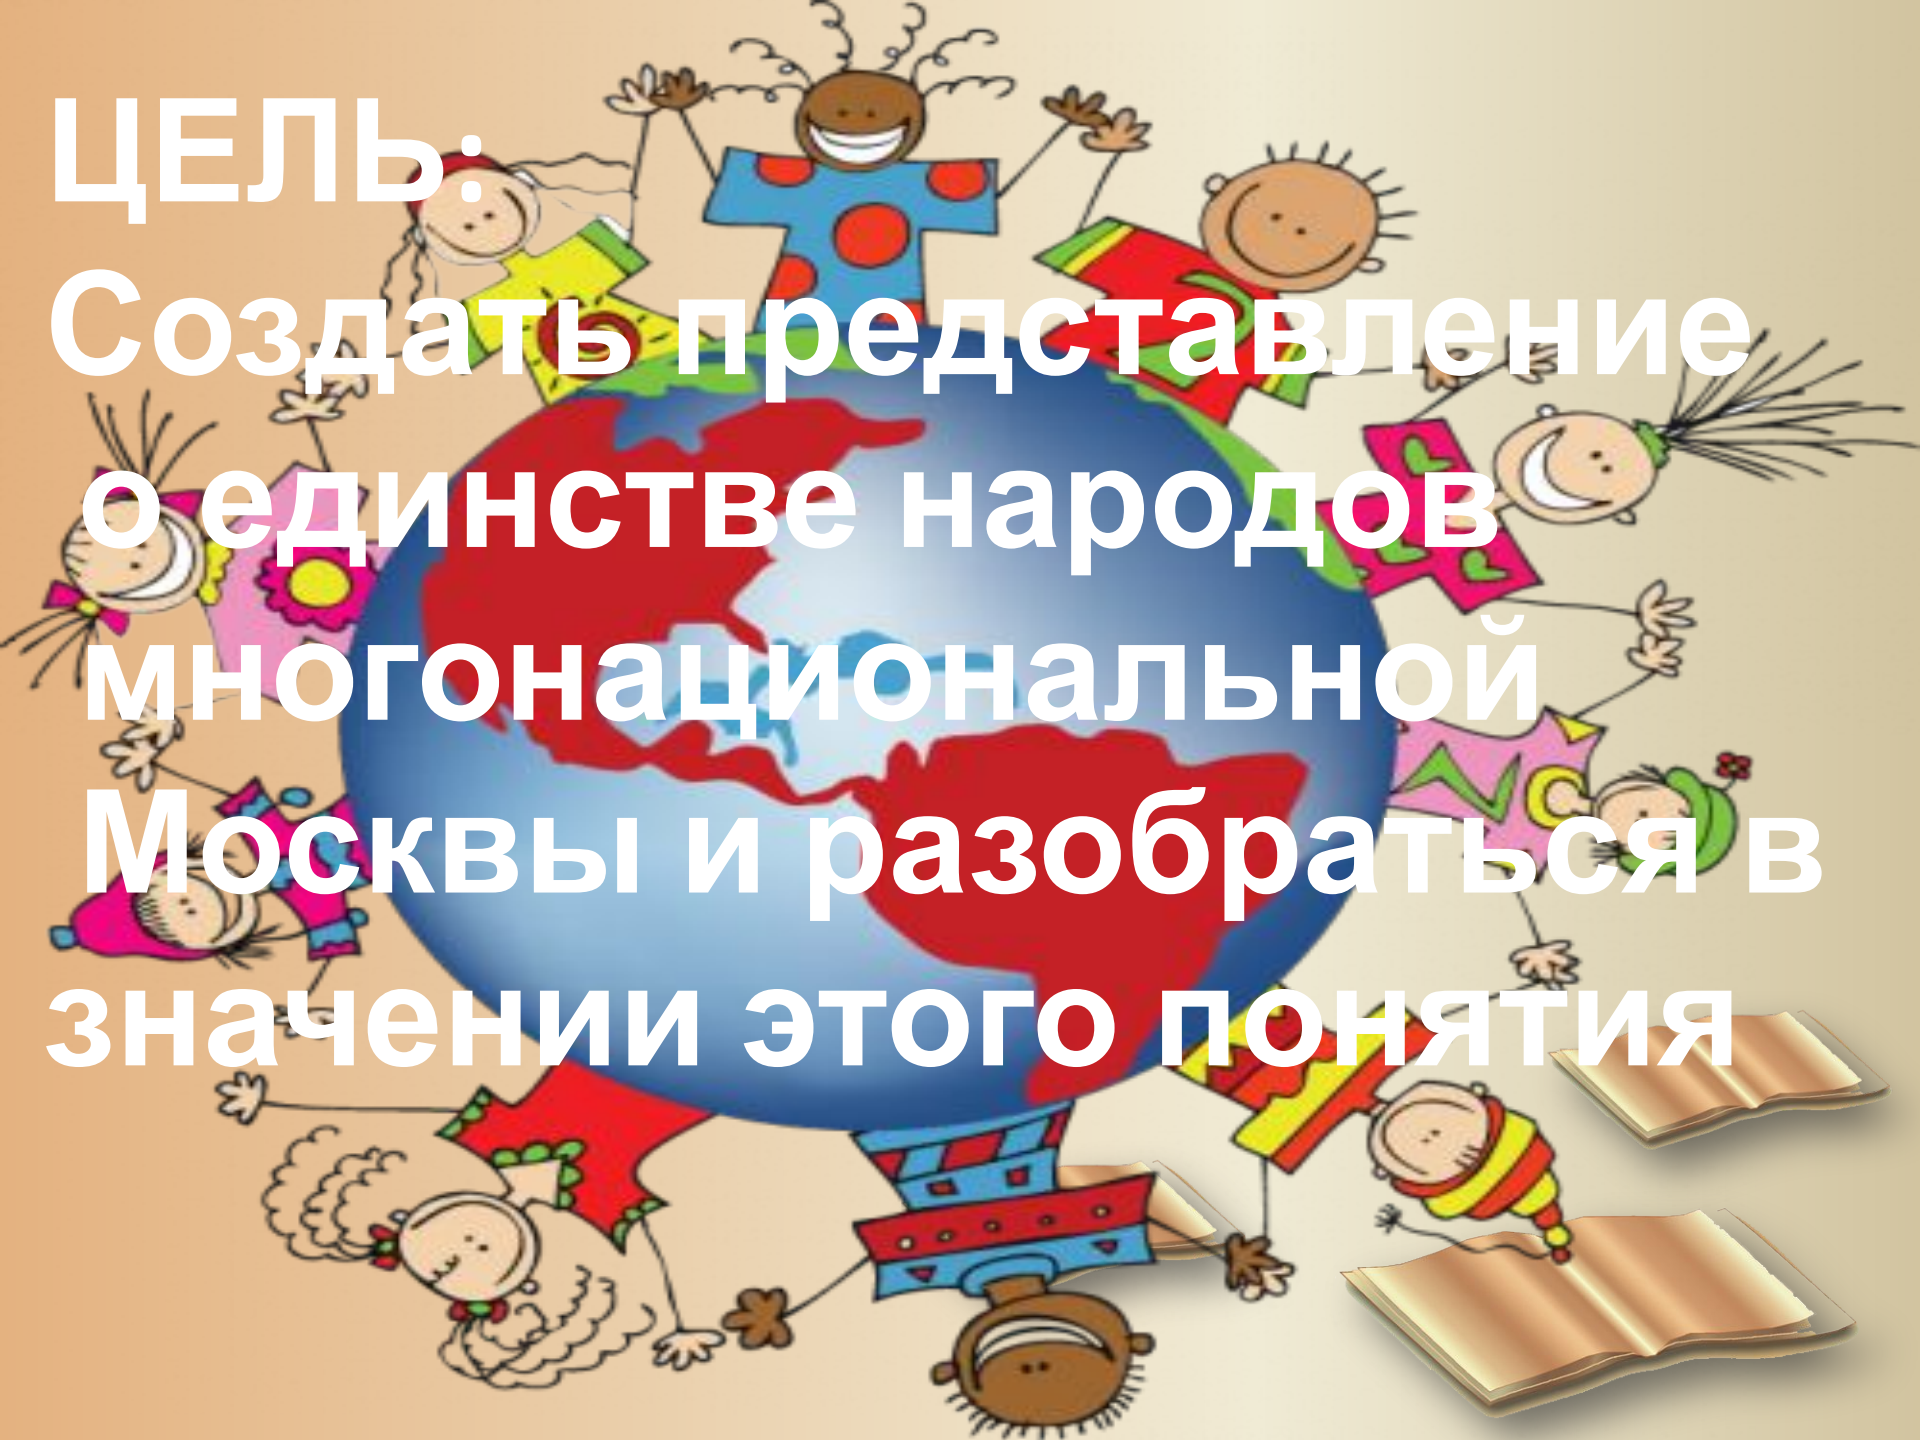 ЦЕЛЬ:
Создать представление
о единстве народов
многонациональной
Москвы и разобраться в
значении этого понятия